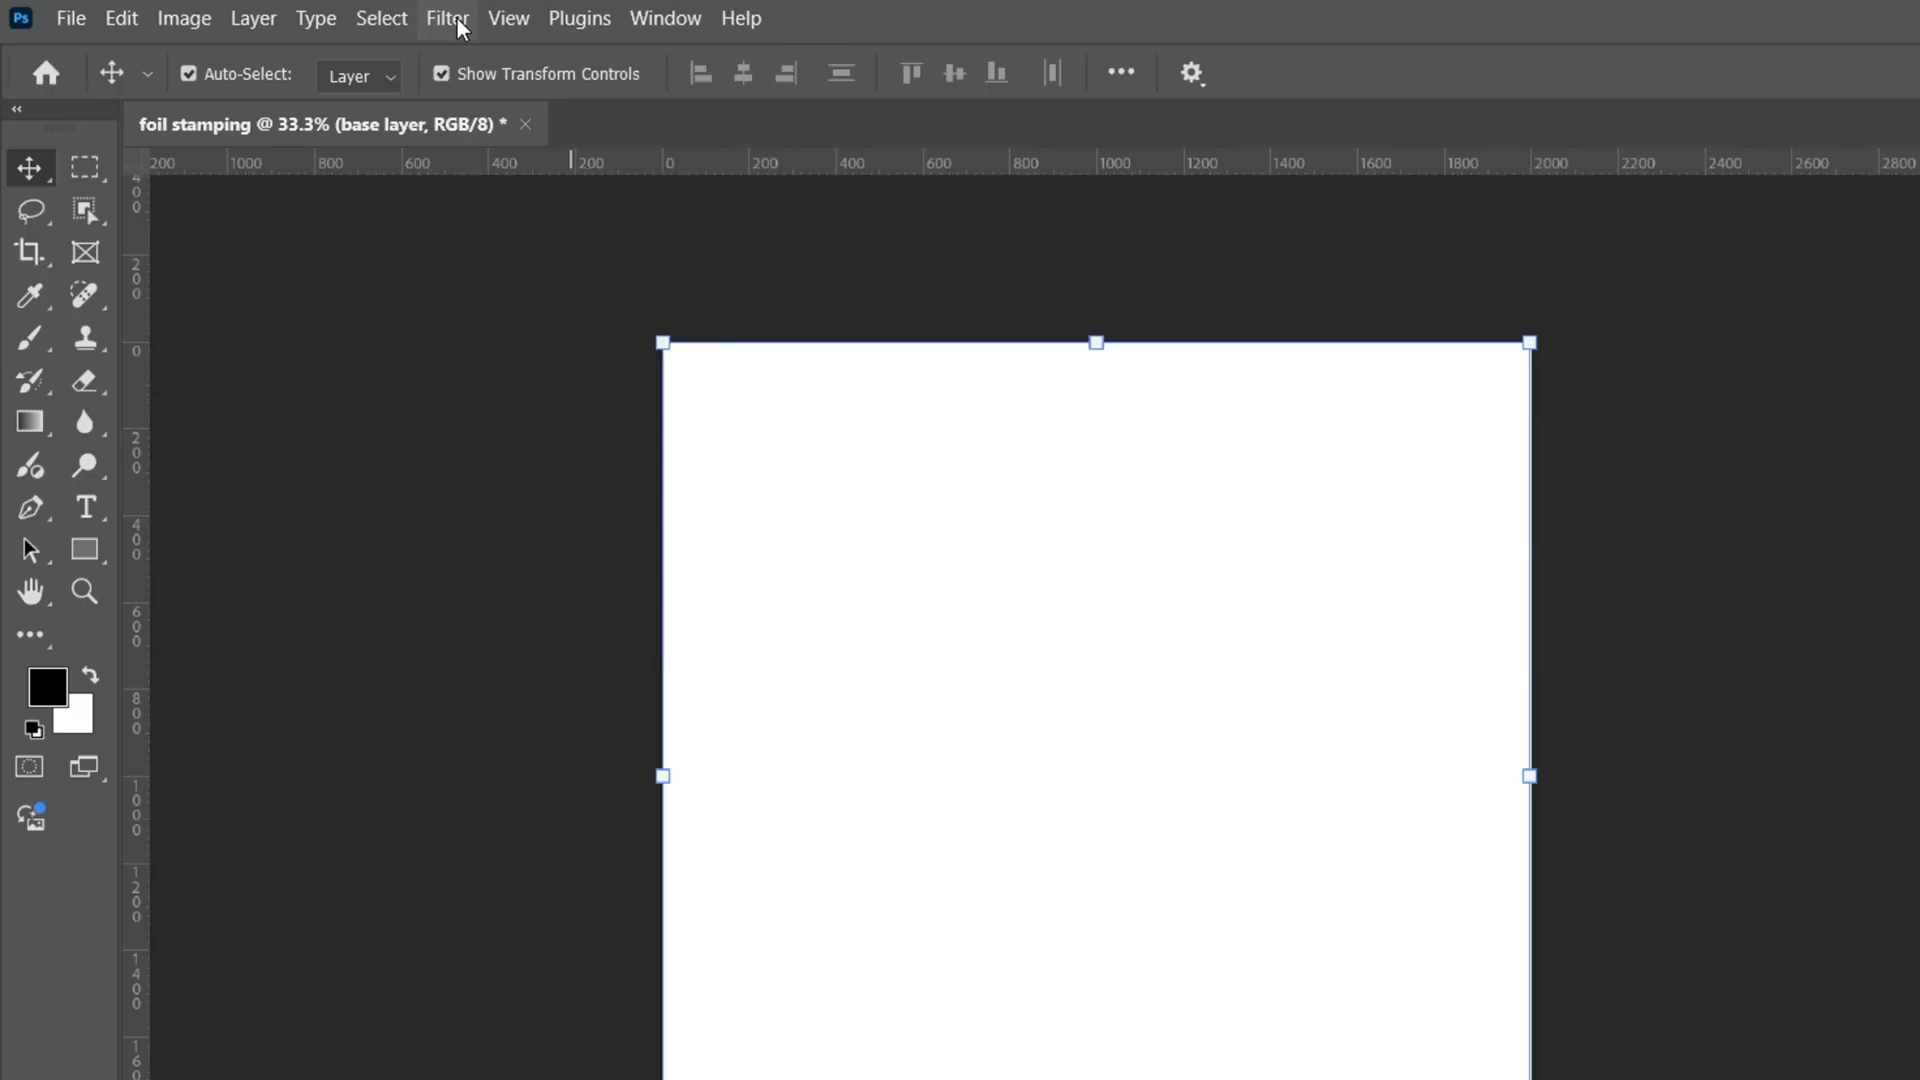 Ps File Edit Image Layer Type Select Filter View Plugins Window Help
Auto-Select: Layer Show Transform Controls
foil stamping @ 33.3% (base layer, RGB/8) *
200 1000 800 600 400 200 0 200 400 600 800 1000 1200 1400 1600 1800 2000 2200 2400 2600 2800
400
200
0
200
400
600
800
1000
1200
1400
160